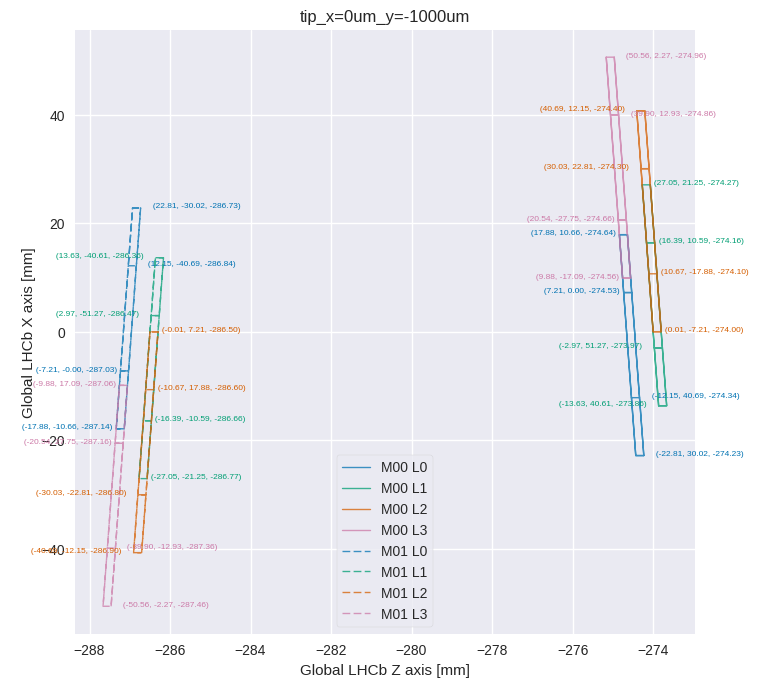 tip_x=0um_y=-1000um
(50.56, 2.27, -274.96)
(40.69, 12.15, -274.40)
(39.90, 12.93, -274.86)
(30.03, 22.81, -274.30)
(27.05, 21.25, -274.27)
(22.81, -30.02, -286.73)
(20.54, -27.75, -274.66)
(17.88, 10.66, -274.64)
(16.39, 10.59, -274.16)
(13.63, -40.61, -286.36)
(12.15, -40.69, -286.84)
(10.67, -17.88, -274.10)
(9.88, -17.09, -274.56)
(7.21, 0.00, -274.53)
(2.97, -51.27, -286.47)
(-0.01, 7.21, -286.50)
(0.01, -7.21, -274.00)
(-2.97, 51.27, -273.97)
(-7.21, -0.00, -287.03)
(-9.88, 17.09, -287.06)
(-10.67, 17.88, -286.60)
(-12.15, 40.69, -274.34)
(-13.63, 40.61, -273.86)
(-16.39, -10.59, -286.66)
(-17.88, -10.66, -287.14)
(-22.81, 30.02, -274.23)
(-27.05, -21.25, -286.77)
(-30.03, -22.81, -286.80)
(-39.90, -12.93, -287.36)
(-50.56, -2.27, -287.46)
40
20
0
−20
−40
Global LHCb X axis [mm]
M00 L0
M00 L1
M00 L2
M00 L3
M01 L0
M01 L1
M01 L2
M01 L3
−288
−286
−284
−282
−280
−278
−276
−274
Global LHCb Z axis [mm]